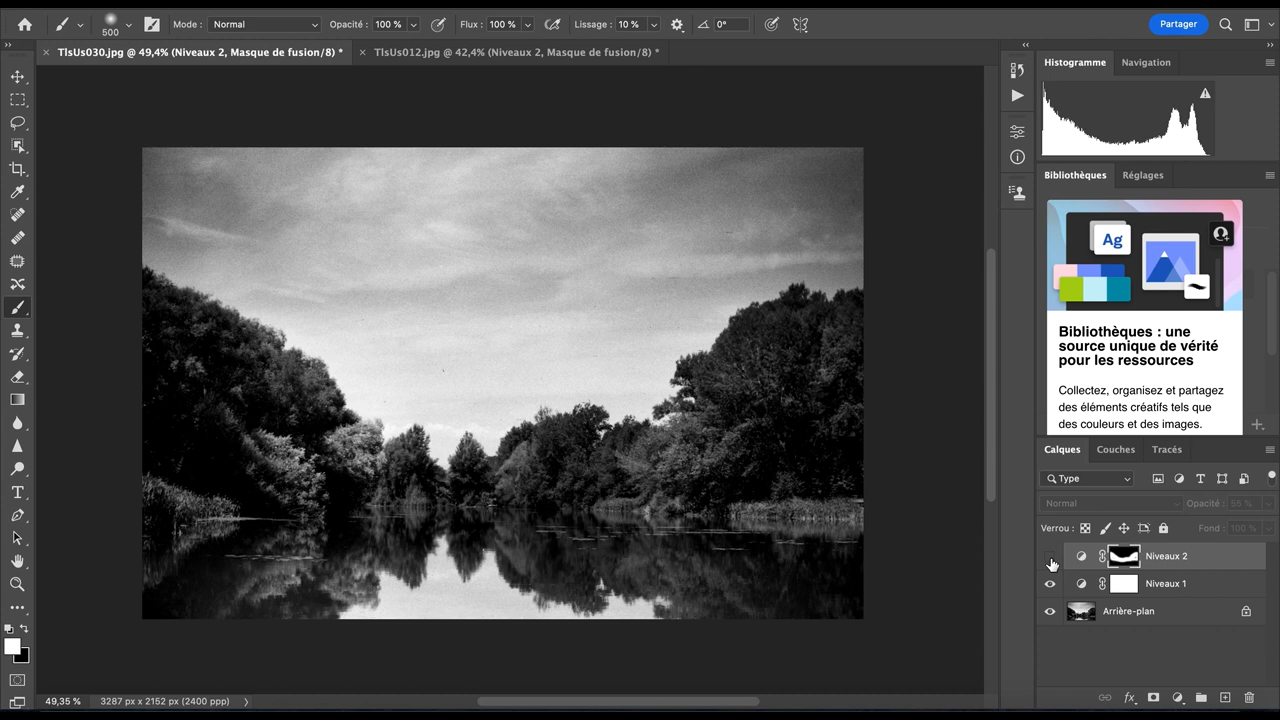 500
Mode :
Normal
Opacité :
100 %
Flux :
100 %
Lissage :
10 %
0°
Partager
TlsUs030.jpg @ 49,4% (Niveaux 2, Masque de fusion/8) *
TlsUs012.jpg @ 42,4% (Niveaux 2, Masque de fusion/8) *
Histogramme
Navigation
Bibliothèques
Réglages
Ag
Bibliothèques : une
source unique de vérité
pour les ressources
Collectez, organisez et partagez
des éléments créatifs tels que
des couleurs et des images.
Calques
Couches
Tracés
Type
Normal
Opacité :
55 %
Verrou :
Fond :
100 %
Niveaux 2
Niveaux 1
Arrière-plan
49,35 %
3287 px x 2152 px (2400 ppp)
fx